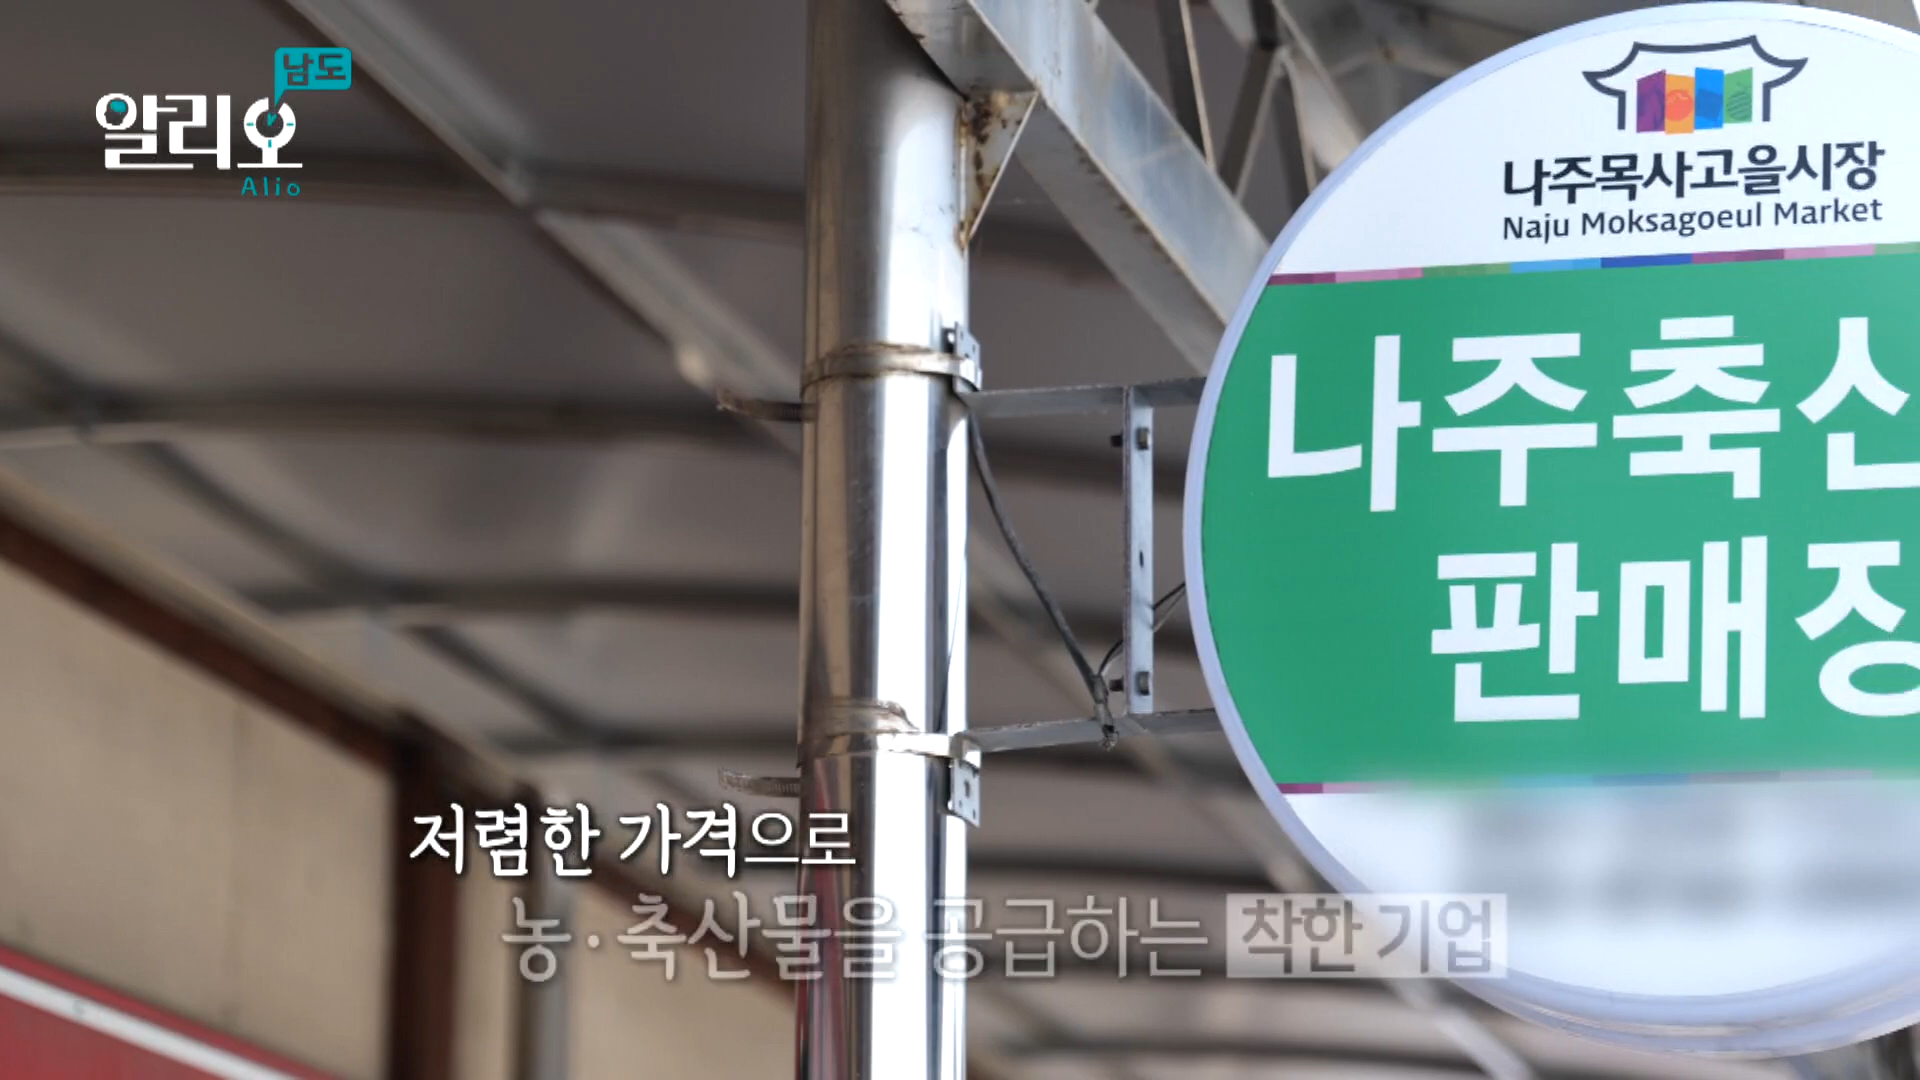 남도
알리오
Alio
나주목사고을시장
Naju Moksagoeul Market
나주축산
판매장
저렴한 가격으로
농·축산물을 공급하는 착한 기업